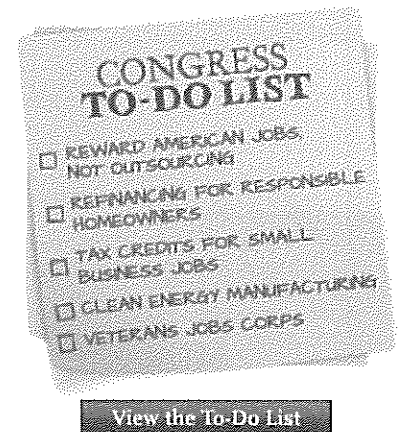 CONGRESS
TO-DO LIST
REWARD AMERICAN JOBS,
NOT OUTSOURCING
REFINANCING FOR RESPONSIBLE
HOMEOWNERS
TAX CREDITS FOR SMALL
BUSINESS JOBS
CLEAN ENERGY MANUFACTURING
VETERANS JOBS CORPS
View the To-Do List